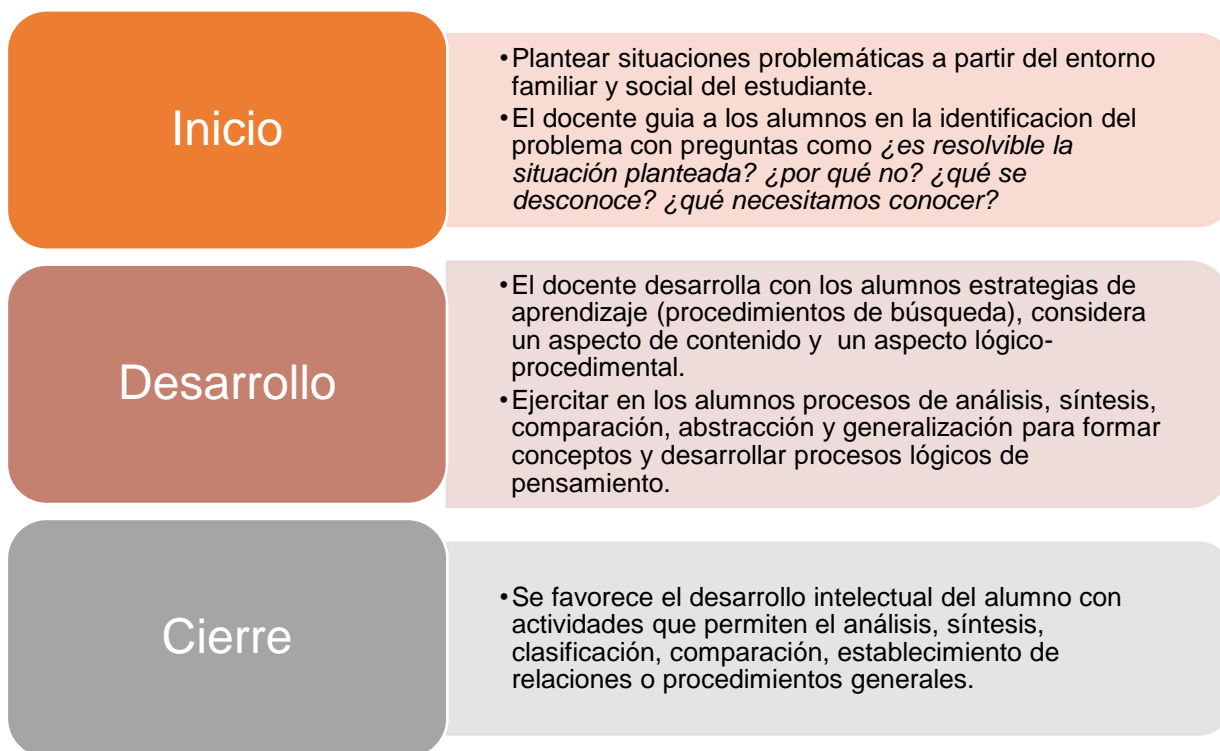 Inicio
•Plantear situaciones problemáticas a partir del entorno
familiar y social del estudiante.
•El docente guia a los alumnos en la identificacion del
problema con preguntas como ¿es resolvible la
situación planteada? ¿por qué no? ¿qué se
desconoce? ¿qué necesitamos conocer?
Desarrollo
•El docente desarrolla con los alumnos estrategias de
aprendizaje (procedimientos de búsqueda), considera
un aspecto de contenido y un aspecto lógico-
procedimental.
•Ejercitar en los alumnos procesos de análisis, síntesis,
comparación, abstracción y generalización para formar
conceptos y desarrollar procesos lógicos de
pensamiento.
Cierre
•Se favorece el desarrollo intelectual del alumno con
actividades que permiten el análisis, síntesis,
clasificación, comparación, establecimiento de
relaciones o procedimientos generales.